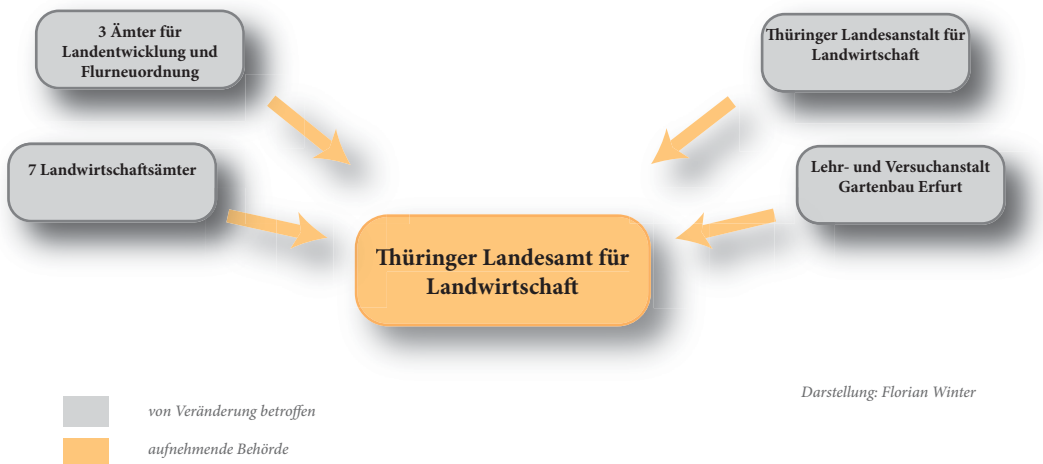 3 Ämter für
Landentwicklung und
Flurneuordnung
Thüringer Landesanstalt für
Landwirtschaft
7 Landwirtschaftsämter
Lehr- und Versuchanstalt
Gartenbau Erfurt
Thüringer Landesamt für
Landwirtschaft
Darstellung: Florian Winter
von Veränderung betroffen
aufnehmende Behörde